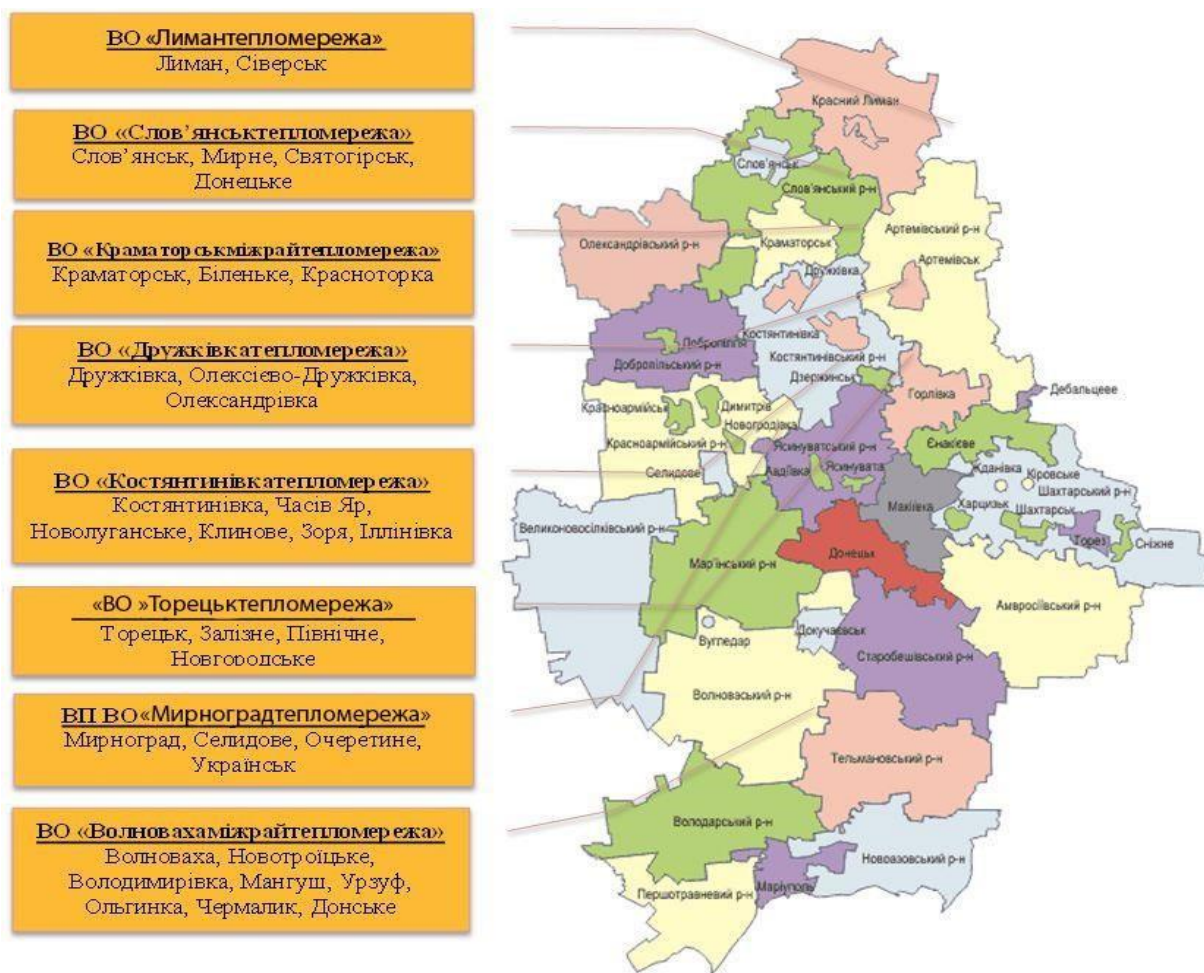 ВО «Лимантепломережа»
Лиман, Сіверськ
ВО «Слов’янськтепломережа»
Слов’янськ, Мирне, Святогірськ,
Донецьке
ВО «Краматорськміжрайтепломережа»
Краматорськ, Біленьке, Красноторка
ВО «Дружківкатепломережа»
Дружківка, Олексієво-Дружківка,
Олександрівка
ВО «Костянтинівкатепломережа»
Костянтинівка, Часів Яр,
Новолуганське, Клинове, Зоря, Іллінівка
«ВО »Торецьктепломережа»
Торецьк, Залізне, Північне,
Новгородське
ВП ВО «Мирноградтепломережа»
Мирноград, Селидове, Очеретине,
Українськ
ВО «Волновахаміжрайтепломережа»
Волноваха, Новотроїцьке,
Володимирівка, Мангуш, Урзуф,
Ольгинка, Чермалик, Донське
Красний Лиман
Слов'янськ
Слов'янський р-н
Артемівський р-н
Олександрівський р-н
Краматорськ
Артемівськ
Дружківка
Костянтинівка
Добропілля
Костянтинівський р-н
Добропільський р-н
Дзержинськ
Горлівка
Дебальцеве
Красноармійськ
Димитрів
Новогродівка
Красноармійський р-н
Ясинуватський р-н
Єнакієве
Селидове
Авдіївка
Ясинувата
Жданівка
Кіровське
Шахтарський р-н
Макіївка
Харцизьк
Шахтарськ
Торез
Сніжне
Великоновосілківський р-н
Донецьк
Мар'їнський р-н
Амвросіївський р-н
Вугледар
Докучаєвськ
Старобешівський р-н
Волноваський р-н
Тельмановський р-н
Володарський р-н
Новоазовський р-н
Маріуполь
Першотравневий р-н